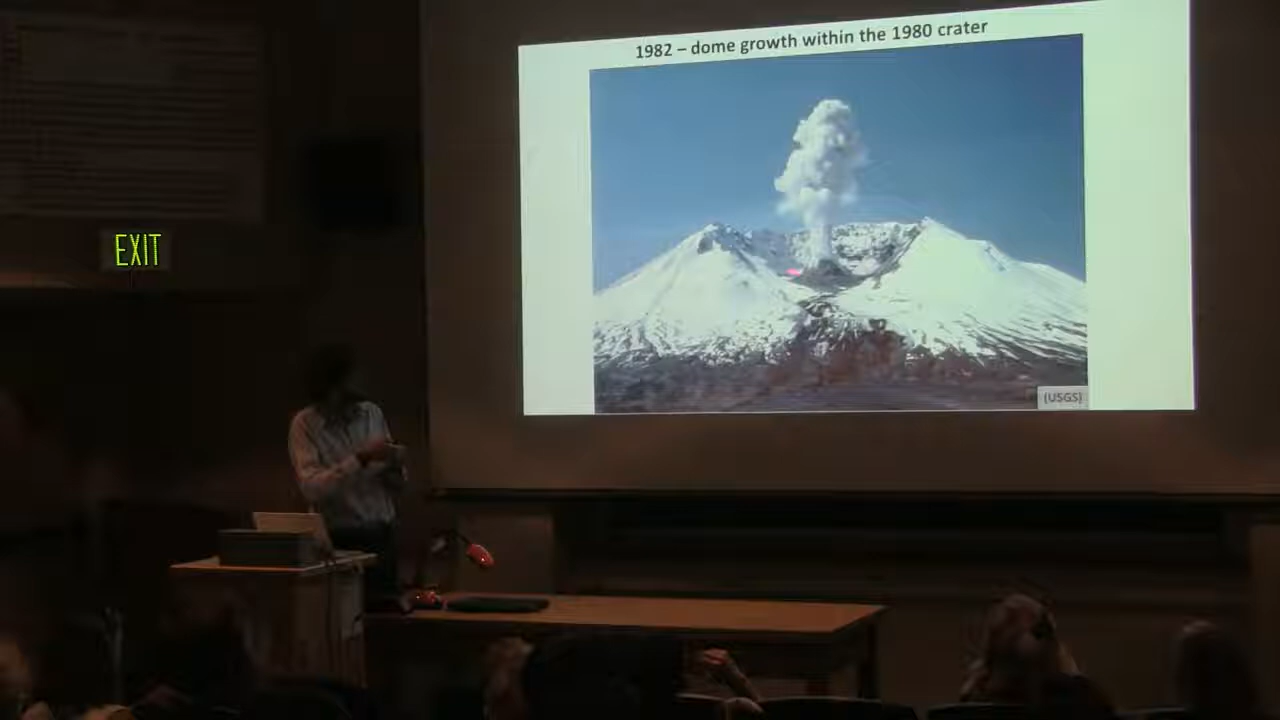 1982 – dome growth within the 1980 crater
EXIT
(USGS)